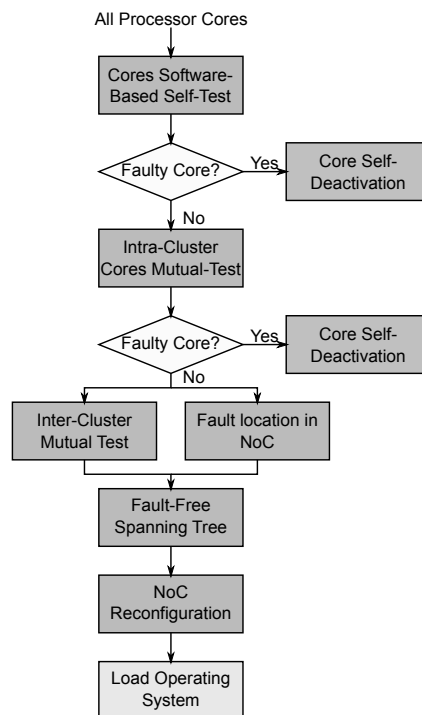 All Processor Cores
Cores Software-
Based Self-Test
Faulty Core?
Yes
Core Self-
Deactivation
No
Intra-Cluster
Cores Mutual-Test
Faulty Core?
Yes
Core Self-
Deactivation
No
Inter-Cluster
Mutual Test
Fault location in
NoC
Fault-Free
Spanning Tree
NoC
Reconfiguration
Load Operating
System